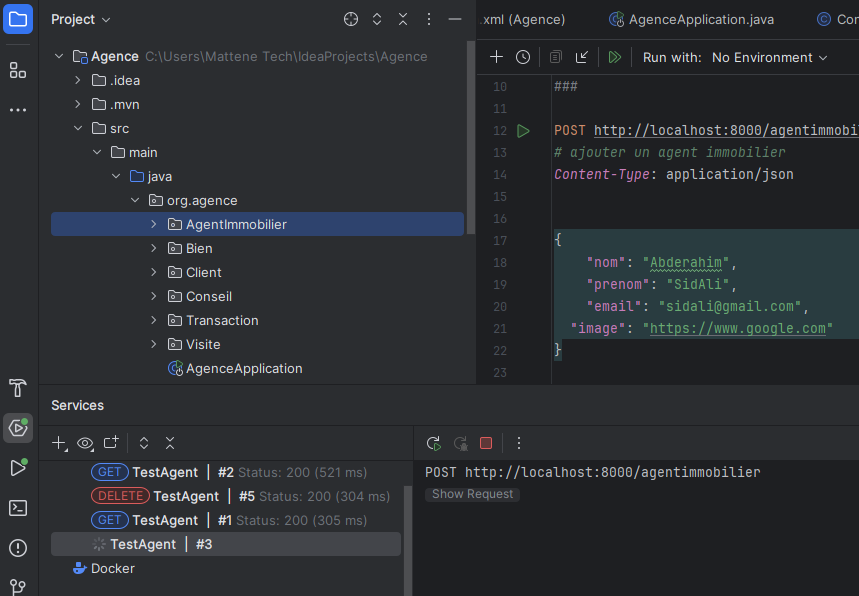 Project
Agence C:\Users\Mattene Tech\IdeaProjects\Agence
.idea
.mvn
src
main
java
org.agence
AgentImmobilier
Bien
Client
Conseil
Transaction
Visite
AgenceApplication
.xml (Agence) AgenceApplication.java Con
Run with: No Environment
10 ###
11
12 POST http://localhost:8000/agentimmobil
13 # ajouter un agent immobilier
14 Content-Type: application/json
15
16
17 {
18 "nom": "Abderahim",
19 "prenom": "SidAli",
20 "email": "sidali@gmail.com",
21 "image": "https://www.google.com"
22 }
23
Services
GET TestAgent | #2 Status: 200 (521 ms)
DELETE TestAgent | #5 Status: 200 (304 ms)
GET TestAgent | #1 Status: 200 (305 ms)
TestAgent | #3
Docker
POST http://localhost:8000/agentimmobilier
Show Request